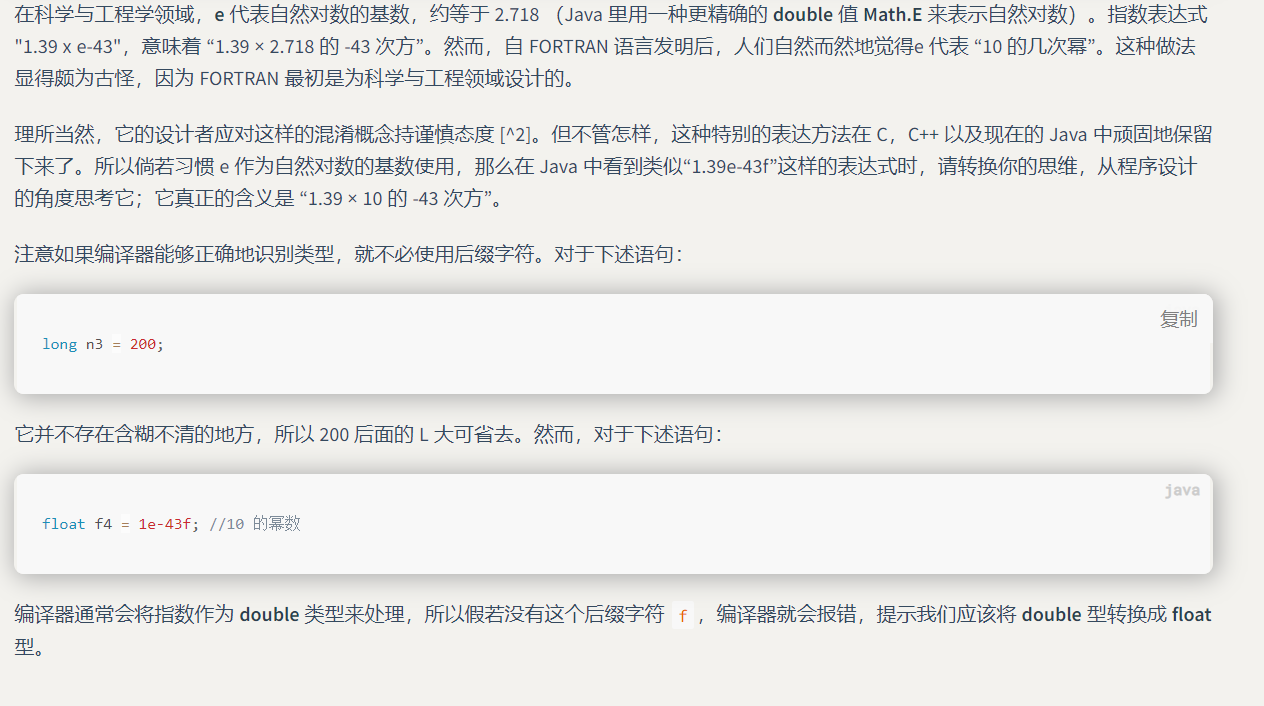 在科学与工程学领域，e 代表自然对数的基数，约等于 2.718 （Java 里用一种更精确的 double 值 Math.E 来表示自然对数）。指数表达式
"1.39 x e-43"，意味着 “1.39 × 2.718 的 -43 次方”。然而，自 FORTRAN 语言发明后，人们自然而然地觉得e 代表 “10 的几次幂”。这种做法
显得颇为古怪，因为 FORTRAN 最初是为科学与工程领域设计的。
理所当然，它的设计者应对这样的混淆概念持谨慎态度 [^2]。但不管怎样，这种特别的表达方法在 C，C++ 以及现在的 Java 中顽固地保留
下来了。所以倘若习惯 e 作为自然对数的基数使用，那么在 Java 中看到类似“1.39e-43f”这样的表达式时，请转换你的思维，从程序设计
的角度思考它；它真正的含义是 “1.39 × 10 的 -43 次方”。
注意如果编译器能够正确地识别类型，就不必使用后缀字符。对于下述语句：
复制
long n3 = 200;
它并不存在含糊不清的地方，所以 200 后面的 L 大可省去。然而，对于下述语句：
java
float f4 = 1e-43f; //10 的幂数
编译器通常会将指数作为 double 类型来处理，所以假若没有这个后缀字符 f ，编译器就会报错，提示我们应该将 double 型转换成 float
型。